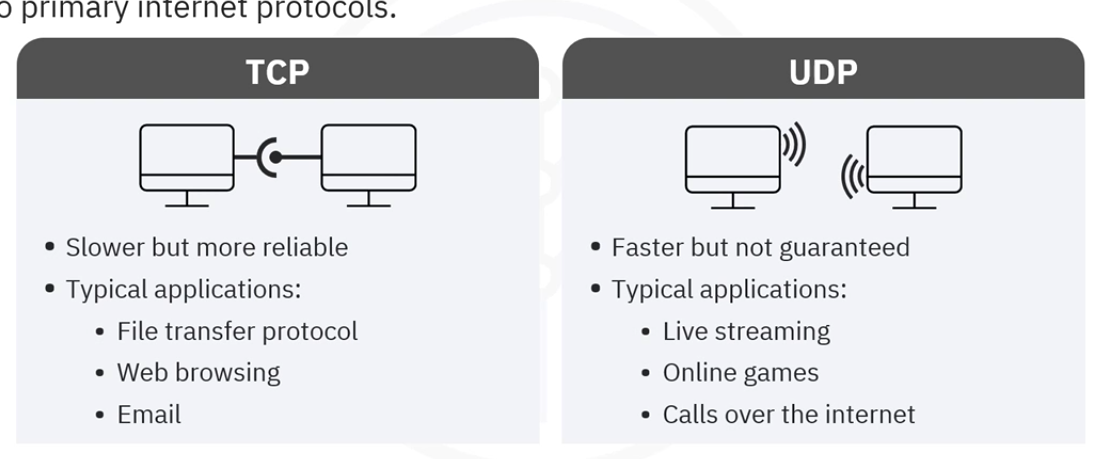 o primary internet protocols.
TCP
• Slower but more reliable
• Typical applications:
• File transfer protocol
• Web browsing
• Email
UDP
• Faster but not guaranteed
• Typical applications:
• Live streaming
• Online games
• Calls over the internet